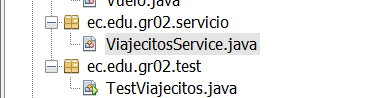 Vuelo.java
ec.edu.gr02.servicio
ViajecitosService.java
ec.edu.gr02.test
TestViajecitos.java